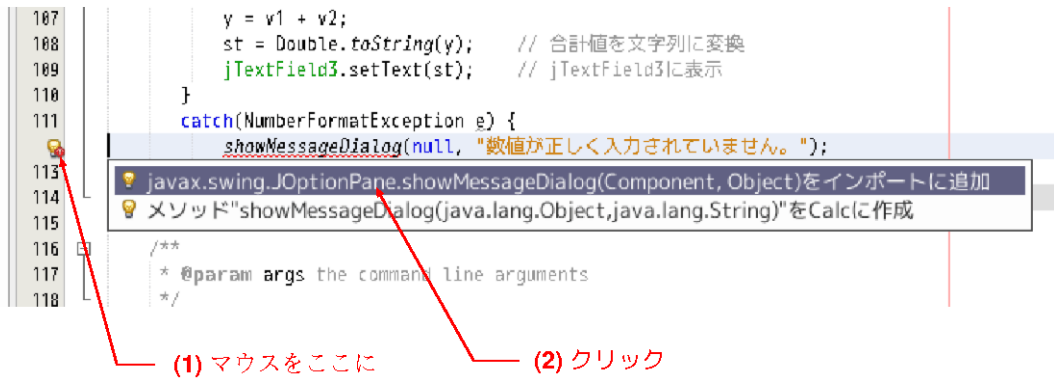 107 y = v1 + v2;
108 st = Double.toString(y); // 合計値を文字列に変換
109 jTextField3.setText(st); // jTextField3に表示
110 }
111 catch(NumberFormatException e) {
showMessageDialog(null, "数値が正しく入力されていません。");
113 javax.swing.JOptionPane.showMessageDialog(Component, Object)をインポートに追加
114 メソッド"showMessageDialog(java.lang.Object,java.lang.String)"をCalcに作成
115
116 /**
117 * @param args the command line arguments
118 */
(1) マウスをここに (2) クリック